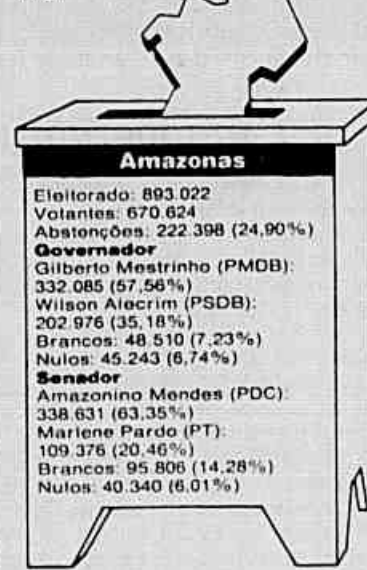 Amazonas
Eleitorado: 893.022
Votantes: 670.624
Abstenções: 222.398 (24,90%)
Governador
Gilberto Mestrinho (PMDB):
332.085 (57,56%)
Wilson Alecrim (PSDB):
202.976 (35,18%)
Brancos: 48.510 (7,23%)
Nulos: 45.243 (6,74%)
Senador
Amazonino Mendes (PDC):
338.631 (63,35%)
Marlene Pardo (PT):
109.376 (20,46%)
Brancos: 95.806 (14,28%)
Nulos: 40.340 (6,01%)